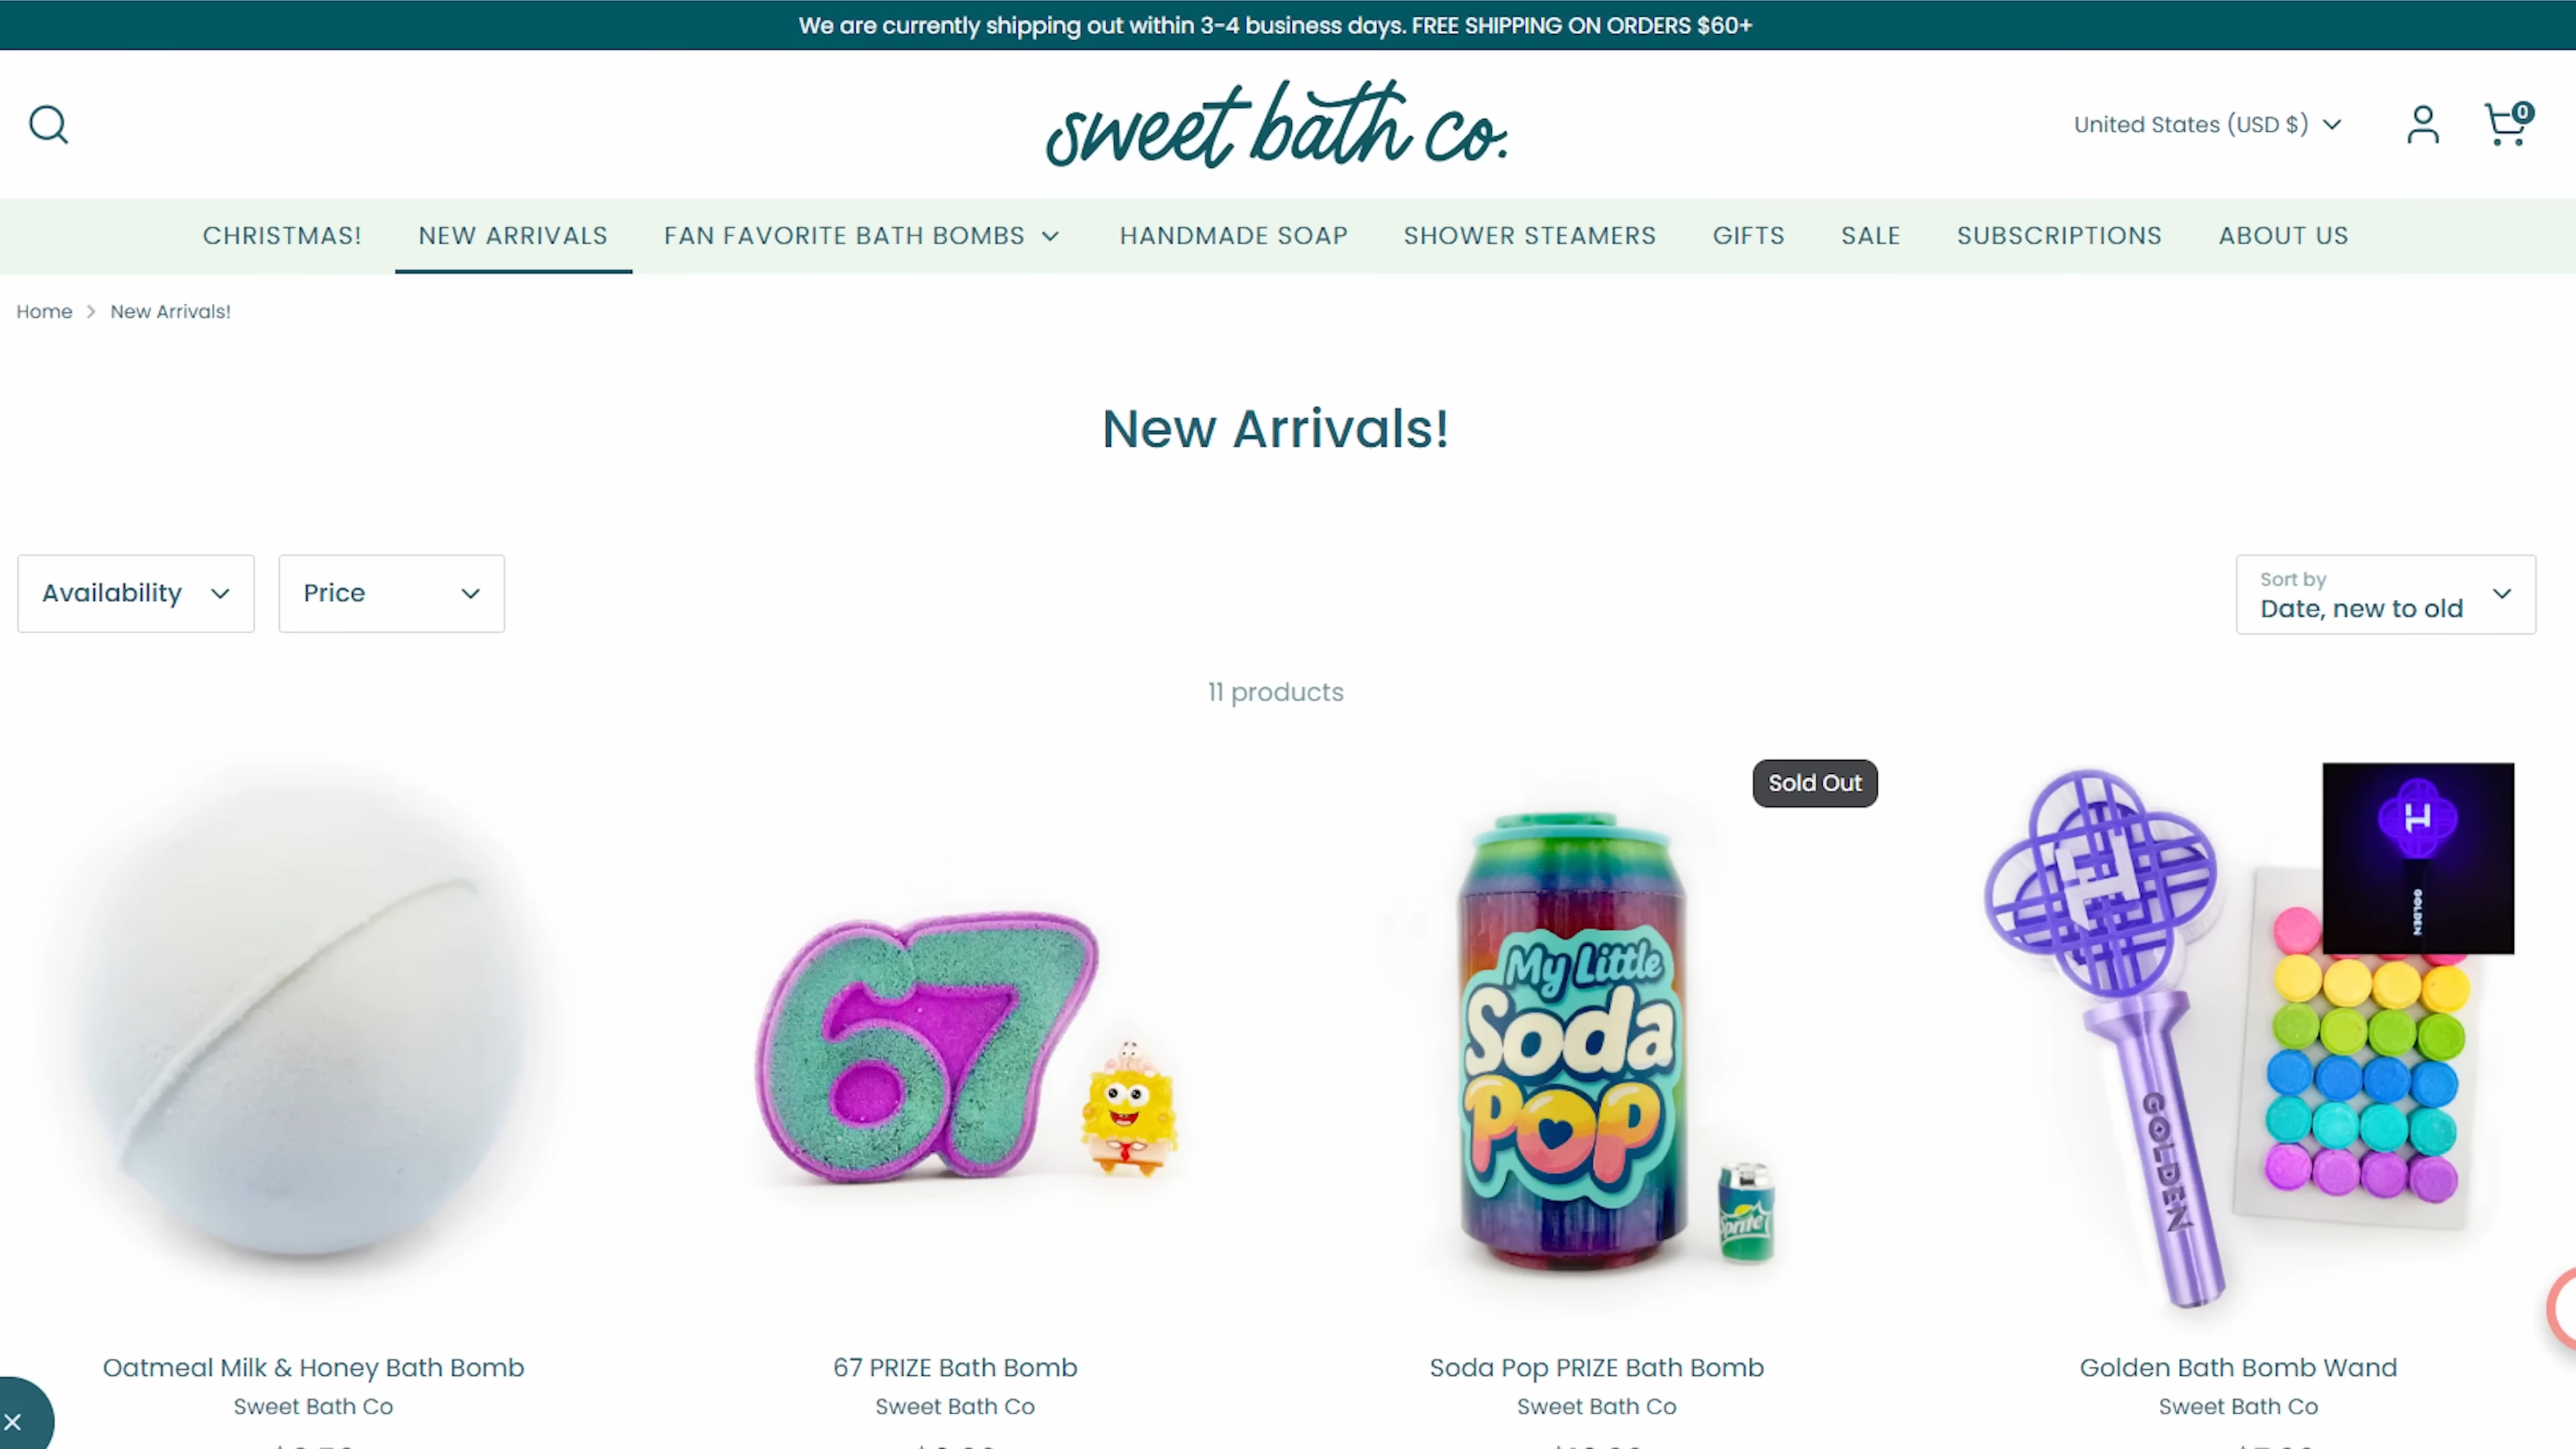 We are currently shipping out within 3-4 business days. FREE SHIPPING ON ORDERS $60+
sweet bath co.
United States (USD $)
0
CHRISTMAS! NEW ARRIVALS FAN FAVORITE BATH BOMBS HANDMADE SOAP SHOWER STEAMERS GIFTS SALE SUBSCRIPTIONS ABOUT US
Home > New Arrivals!
New Arrivals!
Availability
Price
Sort by
Date, new to old
11 products
67
Sold Out
My Little
Soda
Pop
Sprite
H
GOLDEN
H
GOLDEN
Oatmeal Milk & Honey Bath Bomb
Sweet Bath Co
67 PRIZE Bath Bomb
Sweet Bath Co
Soda Pop PRIZE Bath Bomb
Sweet Bath Co
Golden Bath Bomb Wand
Sweet Bath Co